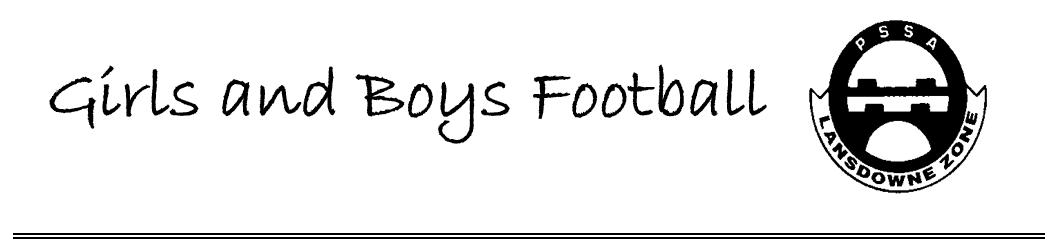 Girls and Boys Football
PSSA
LANSDOWNE ZONE